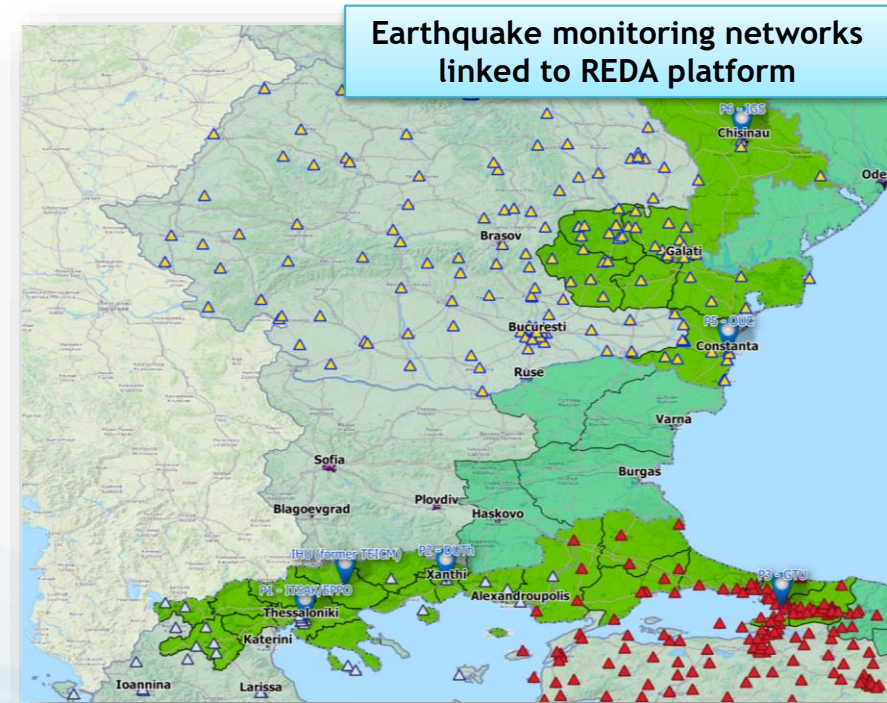 Earthquake monitoring networks
linked to REDA platform
P6 - IGS
Chisinau
Ode
Brasov
Galati
P5 - OUC
Bucuresti
Constanta
Ruse
Varna
Sofia
Burgas
Plovdiv
Blagoevgrad
Haskovo
IHU (former TEICM)
P2 - DUTh
Xanthi
P3 - GTU
P1 - ITSAK/EPPO
Alexandroupolis
Thessaloniki
Katerini
Ioannina
Larissa